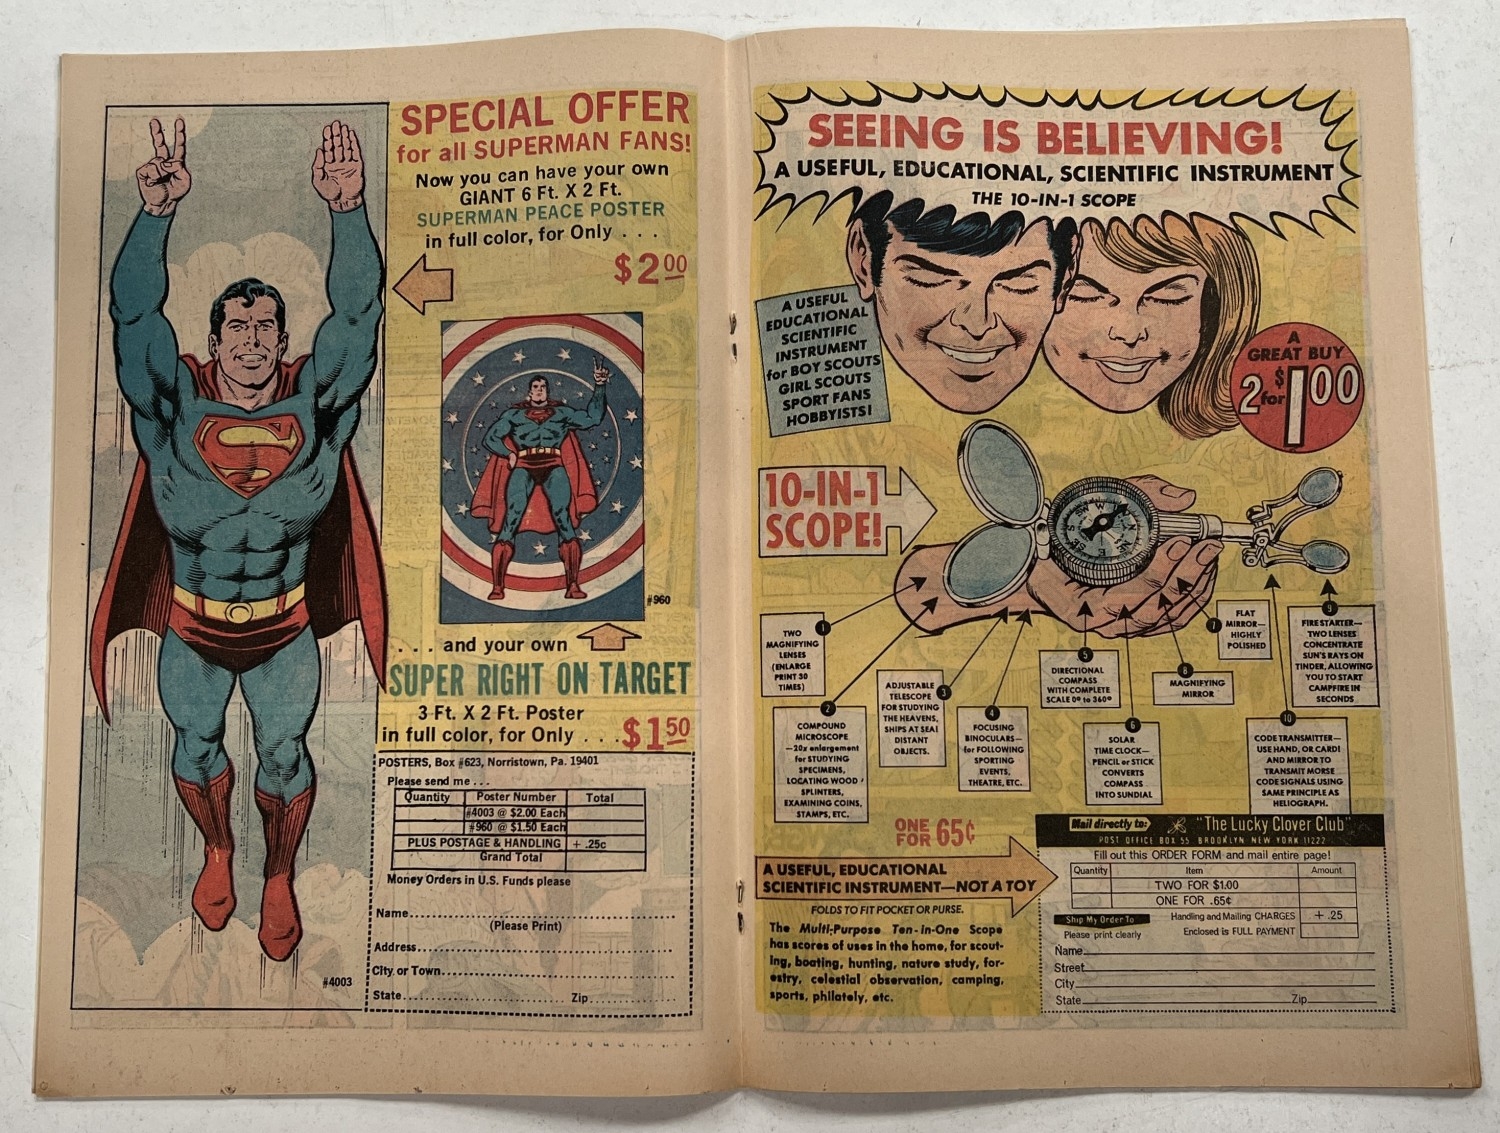 SPECIAL OFFER
for all SUPERMAN FANS!
Now you can have your own
GIANT 6 Ft. X 2 Ft.
SUPERMAN PEACE POSTER
in full color, for Only . . .
$2 00
#960
. . . and your own
SUPER RIGHT ON TARGET
3 Ft. X 2 Ft. Poster
in full color, for Only . . . $1 50
POSTERS, Box #623, Norristown, Pa. 19401
Please send me . . .
Quantity Poster Number Total
#4003 @ $2.00 Each
#960 @ $1.50 Each
PLUS POSTAGE & HANDLING + .25c
Grand Total
Money Orders in U.S. Funds please
Name
(Please Print)
Address
City or Town
State Zip
#4003
SEEING IS BELIEVING!
A USEFUL, EDUCATIONAL, SCIENTIFIC INSTRUMENT
THE 10-IN-1 SCOPE
A USEFUL
EDUCATIONAL
SCIENTIFIC
INSTRUMENT
for BOY SCOUTS
GIRL SCOUTS
SPORT FANS
HOBBYISTS!
A
GREAT BUY
2 for $1 00
10-IN-1
SCOPE!
1
TWO
MAGNIFYING
LENSES
(ENLARGE
PRINT 30
TIMES)
2
COMPOUND
MICROSCOPE
—20x enlargement
for STUDYING
SPECIMENS,
LOCATING WOOD
SPLINTERS,
EXAMINING COINS,
STAMPS, ETC.
3
ADJUSTABLE
TELESCOPE
FOR STUDYING
THE HEAVENS,
SHIPS AT SEA!
DISTANT
OBJECTS.
4
FOCUSING
BINOCULARS—
for FOLLOWING
SPORTING
EVENTS,
THEATRE, ETC.
5
DIRECTIONAL
COMPASS
WITH COMPLETE
SCALE 0° to 360°
6
SOLAR
TIME CLOCK—
PENCIL or STICK
CONVERTS
COMPASS
INTO SUNDIAL
7
FLAT
MIRROR—
HIGHLY
POLISHED
8
MAGNIFYING
MIRROR
9
FIRE STARTER—
TWO LENSES
CONCENTRATE
SUN'S RAYS ON
TINDER, ALLOWING
YOU TO START
CAMPFIRE IN
SECONDS
10
CODE TRANSMITTER—
USE HAND, OR CARD!
AND MIRROR TO
TRANSMIT MORSE
CODE SIGNALS USING
SAME PRINCIPLE AS
HELIOGRAPH.
ONE
FOR 65¢
A USEFUL, EDUCATIONAL
SCIENTIFIC INSTRUMENT—NOT A TOY
FOLDS TO FIT POCKET OR PURSE.
The Multi-Purpose Ten-in-One Scope
has scores of uses in the home, for scout-
ing, boating, hunting, nature study, for-
estry, celestial observation, camping,
sports, philately, etc.
Mail directly to: "The Lucky Clover Club"
POST OFFICE BOX 55 BROOKLYN NEW YORK 11222
Fill out this ORDER FORM and mail entire page!
Quantity Item Amount
TWO FOR $1.00
ONE FOR .65¢
Ship My Order To Handling and Mailing CHARGES + .25
Please print clearly Enclosed is FULL PAYMENT
Name
Street
City
State Zip